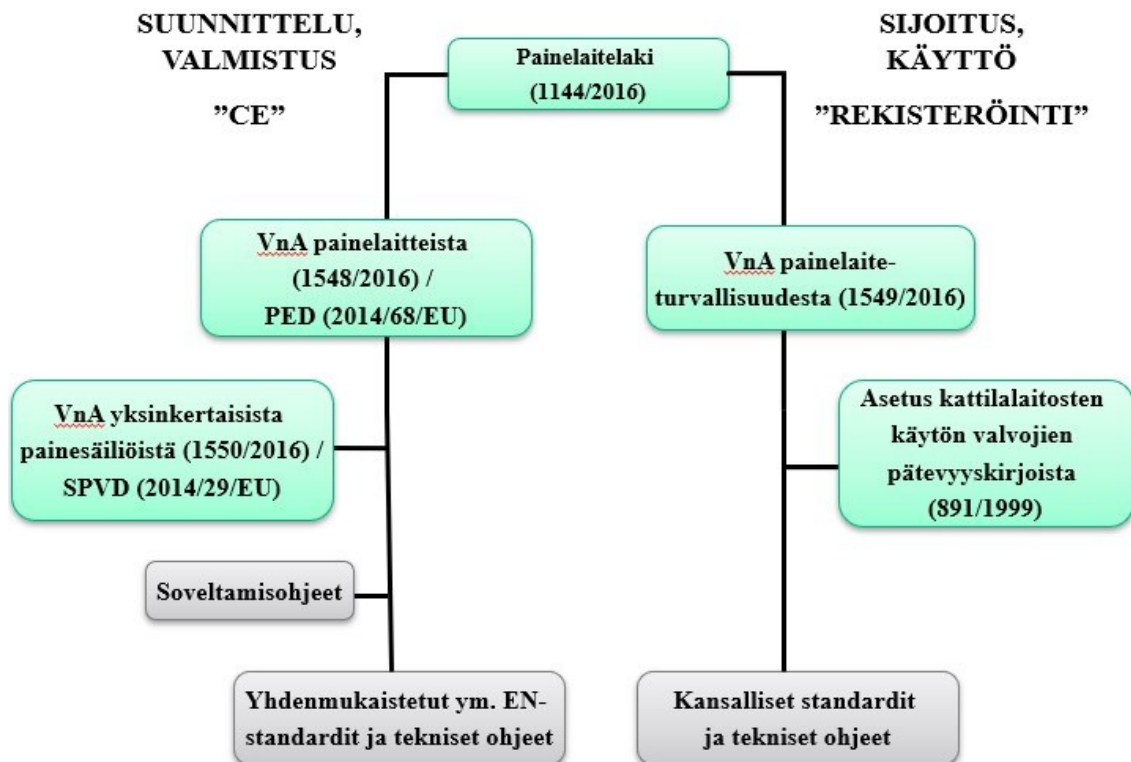 SUUNNITTELU,
VALMISTUS
”CE”
Painelaitelaki
(1144/2016)
SIJOITUS,
KÄYTTÖ
”REKISTERÖINTI”
VnA painelaitteista
(1548/2016) /
PED (2014/68/EU)
VnA painelaite-
turvallisuudesta (1549/2016)
VnA yksinkertaisista
painesäiliöistä (1550/2016) /
SPVD (2014/29/EU)
Asetus kattilalaitosten
käytön valvojien
pätevyyskirjoista
(891/1999)
Soveltamisohjeet
Yhdenmukaistetut ym. EN-
standardit ja tekniset ohjeet
Kansalliset standardit
ja tekniset ohjeet